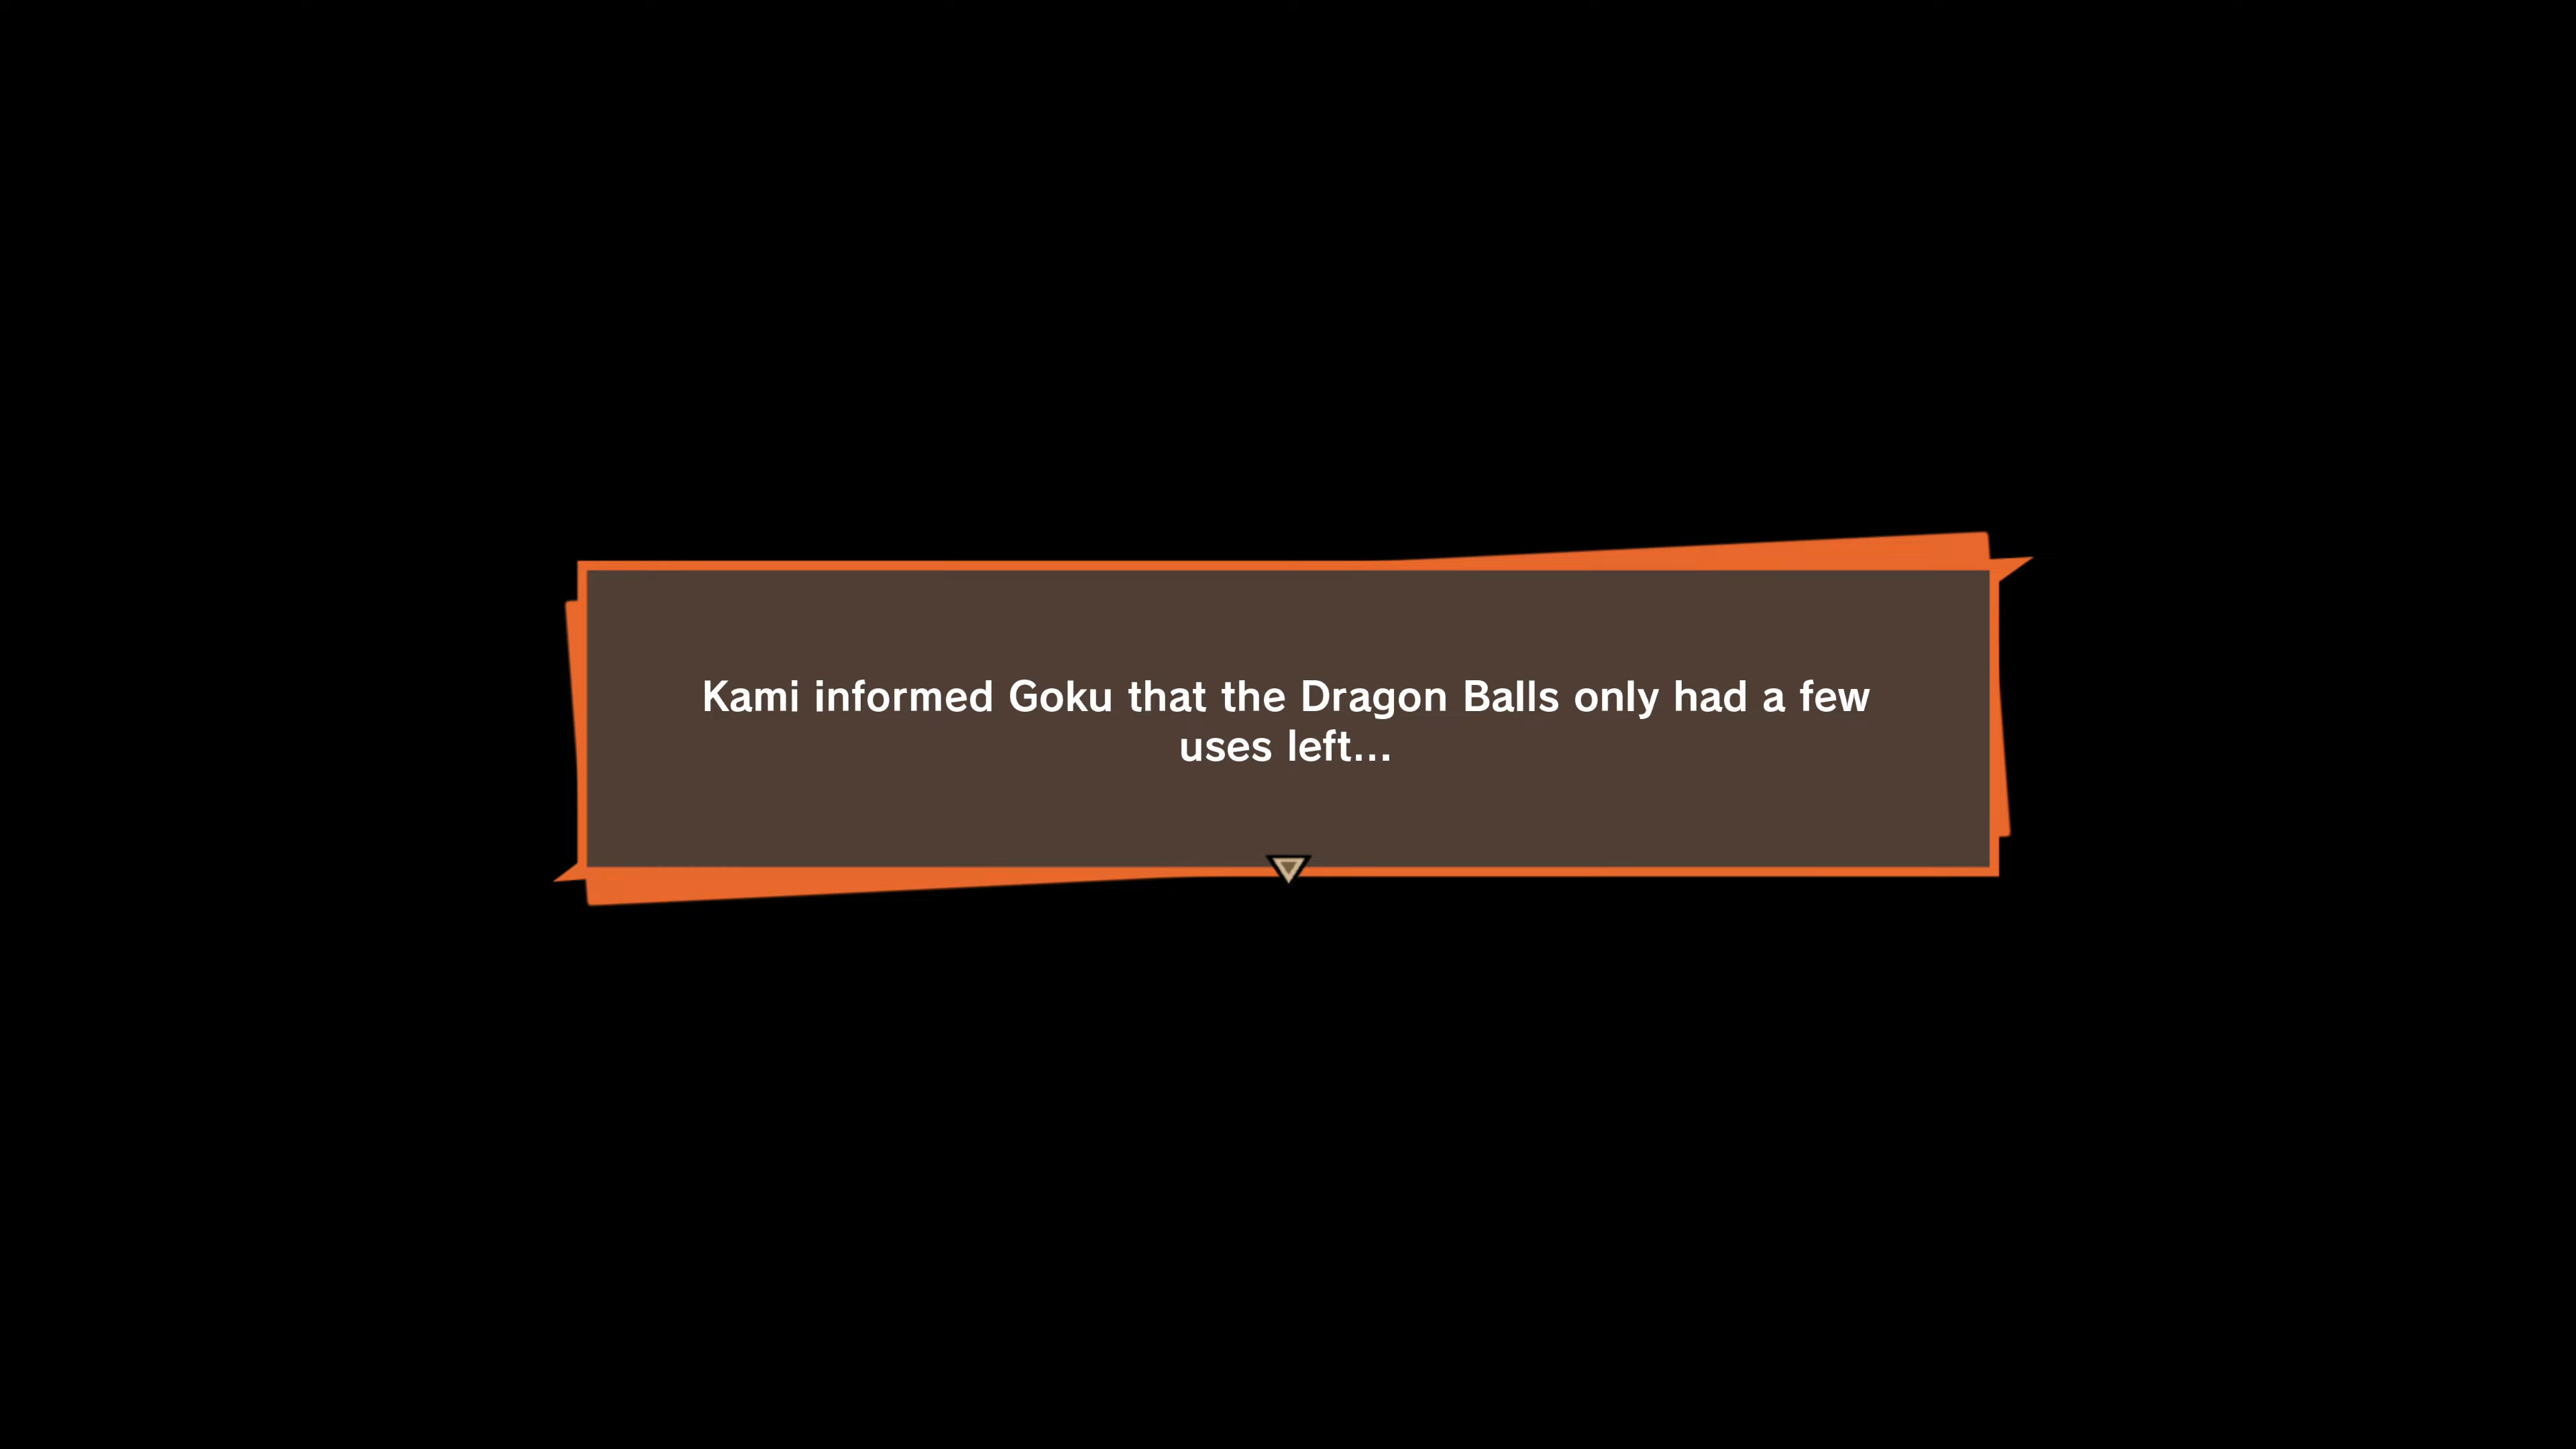 Kami informed Goku that the Dragon Balls only had a few
uses left...